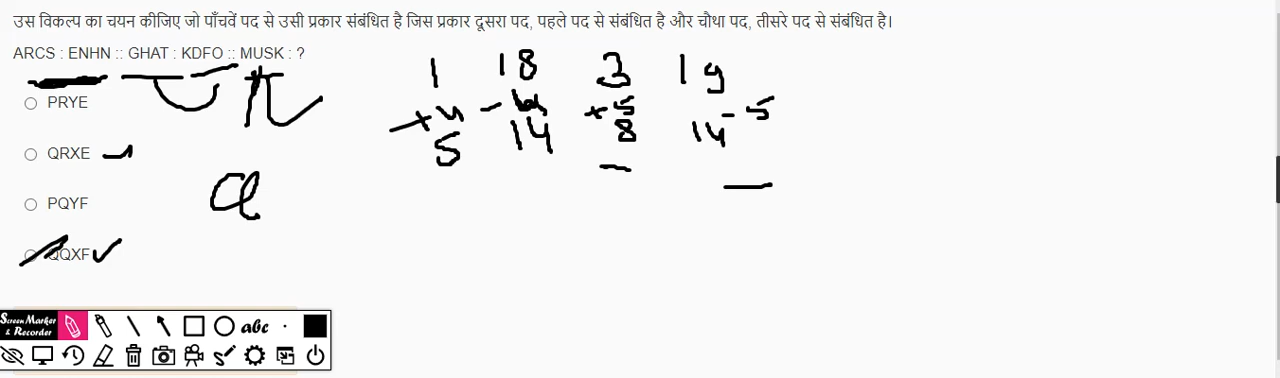 उस विकल्प का चयन कीजिए जो पाँचवें पद से उसी प्रकार संबंधित है जिस प्रकार दूसरा पद, पहले पद से संबंधित है और चौथा पद, तीसरे पद से संबंधित है।
ARCS : ENHN :: GHAT : KDFO :: MUSK : ?
1 18 3 19
+4 - +5 -5
5 14 8 14
PRYE
QRXE
PQYF
QQXF
Screen Marker & Recorder
abc